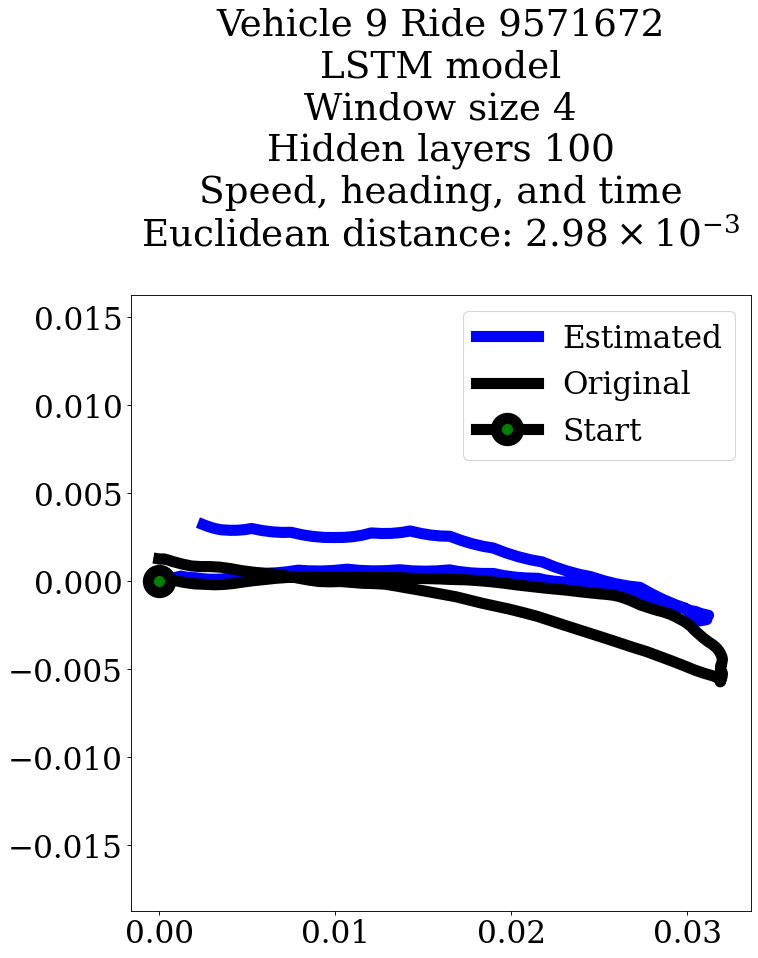 Vehicle 9 Ride 9571672
LSTM model
Window size 4
Hidden layers 100
Speed, heading, and time
Euclidean distance: 2.98 × 10⁻³
Estimated
Original
Start
0.015
0.010
0.005
0.000
−0.005
−0.010
−0.015
0.00 0.01 0.02 0.03